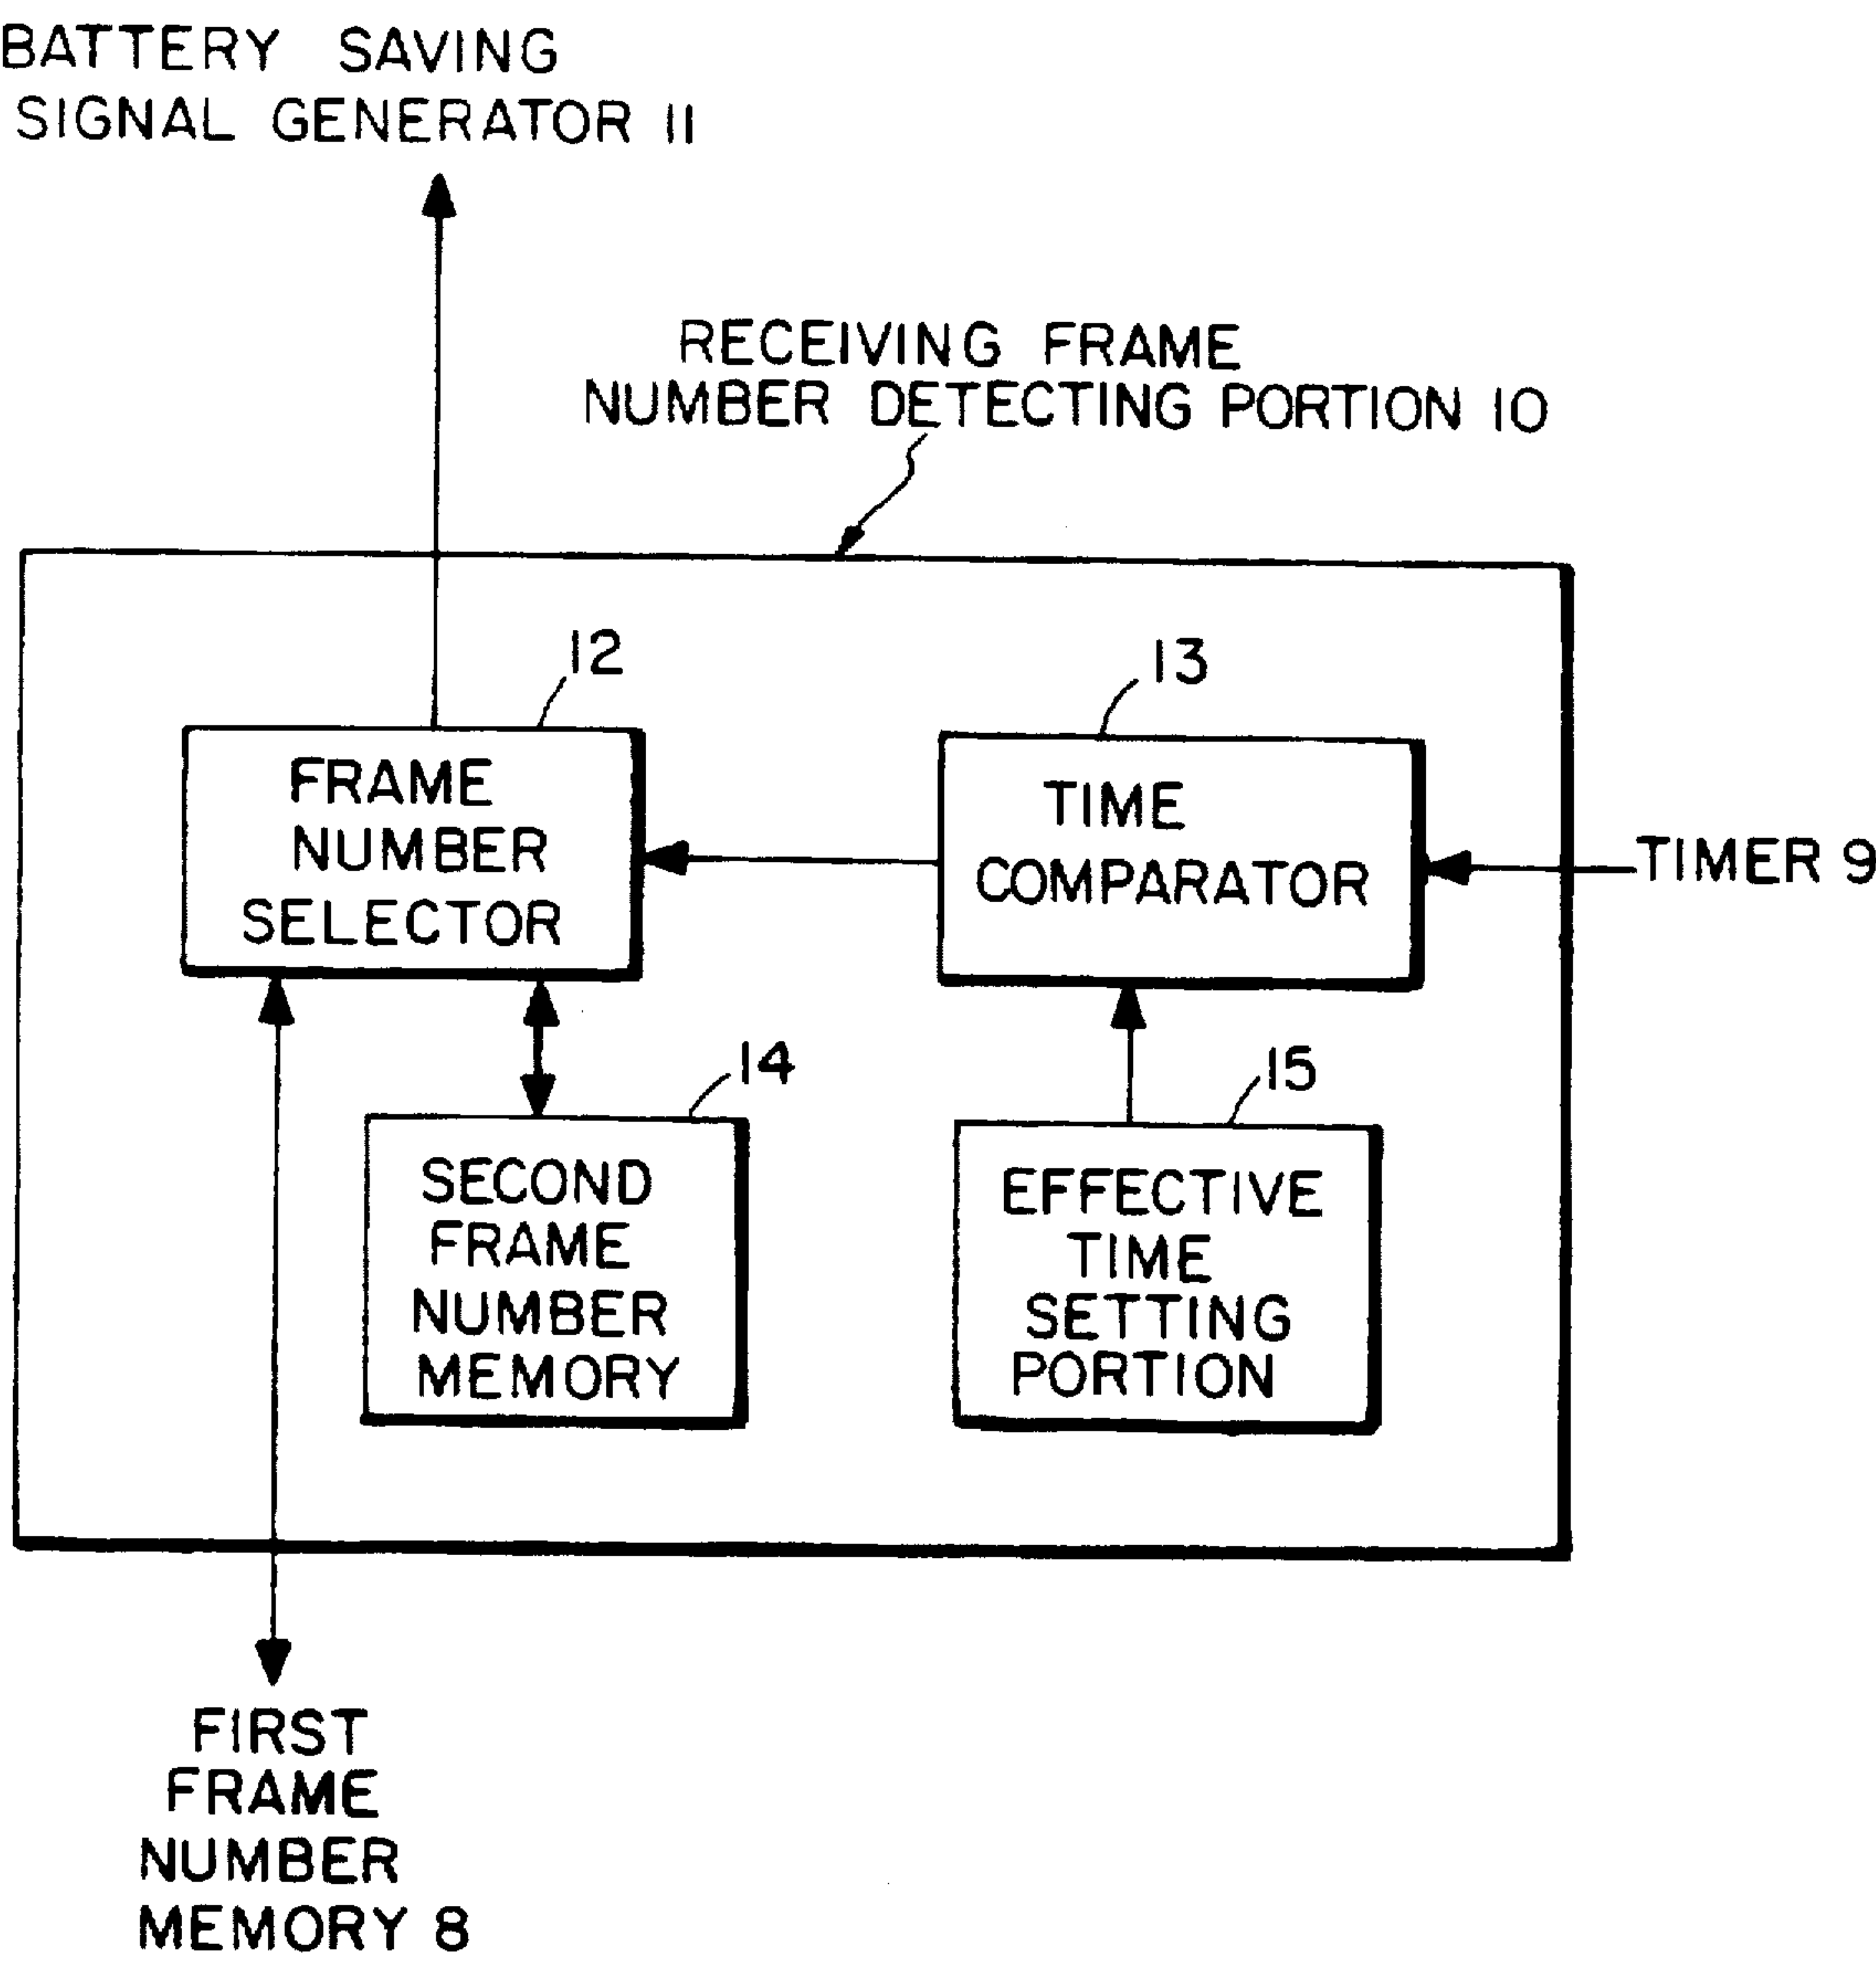 BATTERY SAVING
SIGNAL GENERATOR 11
RECEIVING FRAME
NUMBER DETECTING PORTION 10
12
13
FRAME
NUMBER
SELECTOR
TIME
COMPARATOR
TIMER 9
14
15
SECOND
FRAME
NUMBER
MEMORY
EFFECTIVE
TIME
SETTING
PORTION
FIRST
FRAME
NUMBER
MEMORY 8